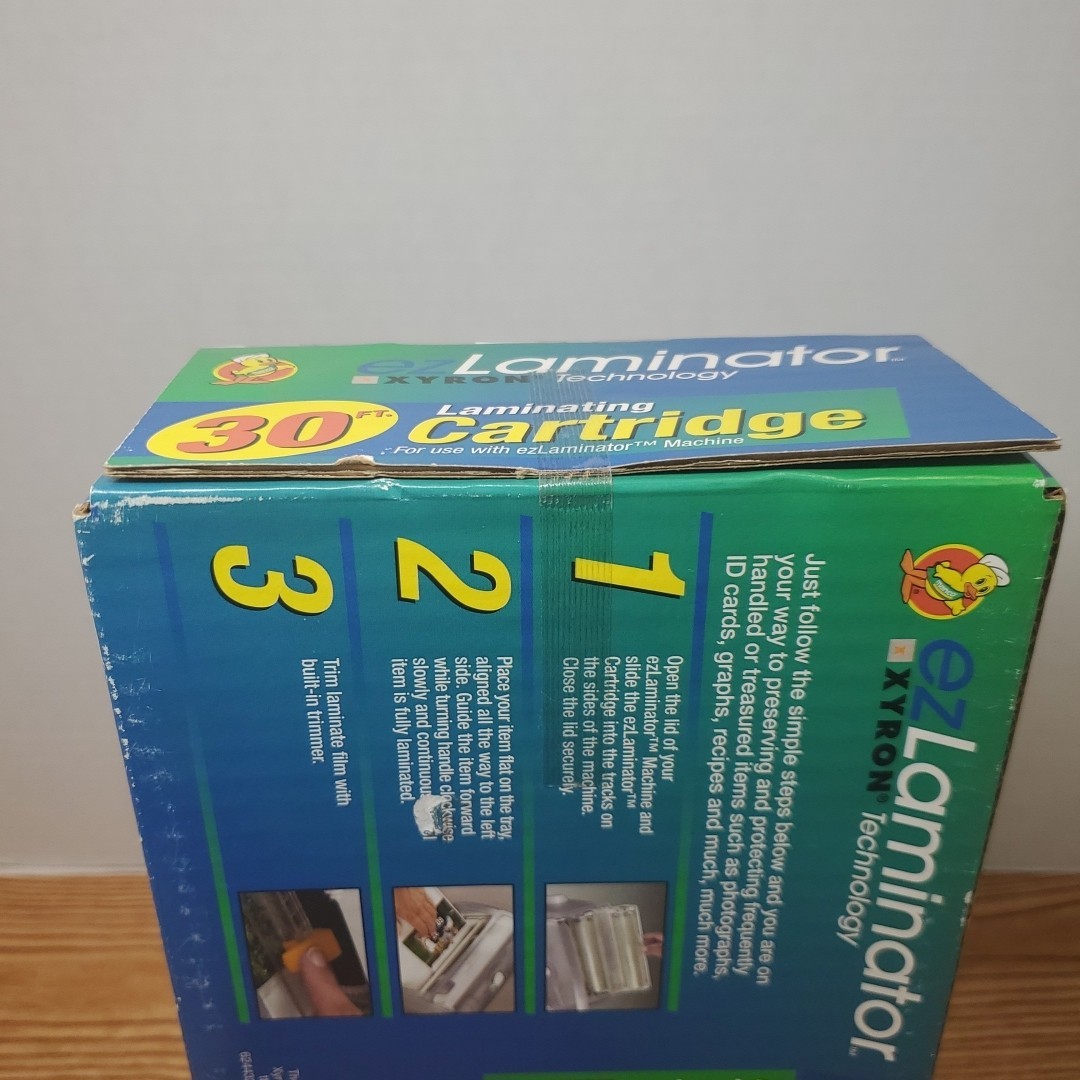 ezLaminator™
XYRON® Technology
30 FT.
Laminating
Cartridge
For use with ezLaminator™ Machine
ezLaminator™
XYRON® Technology
Just follow the simple steps below and you are on
your way to preserving and protecting frequently
handled or treasured items such as photographs,
ID cards, graphs, recipes and much, much more.
1
Open the lid of your
ezLaminator™ Machine and
slide the ezLaminator™
Cartridge into the tracks on
the sides of the machine.
Close the lid securely.
2
Place your item flat on the tray,
aligned all the way to the left
side. Guide the item forward
while turning handle clockwise
slowly and
item is fully laminated.
3
Trim laminate film with
built-in trimmer.